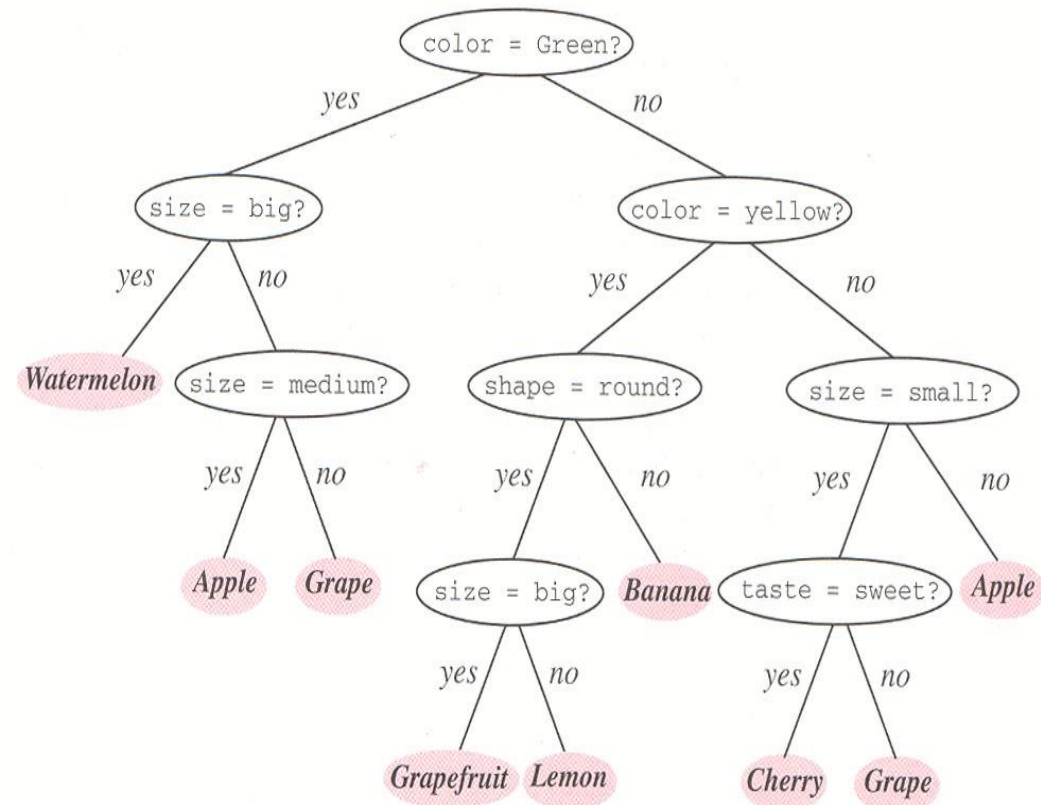 color = Green?
yes
no
size = big?
color = yellow?
yes
no
yes
no
Watermelon
size = medium?
shape = round?
size = small?
yes
no
yes
no
yes
no
Apple
Grape
size = big?
Banana
taste = sweet?
Apple
yes
no
yes
no
Grapefruit
Lemon
Cherry
Grape